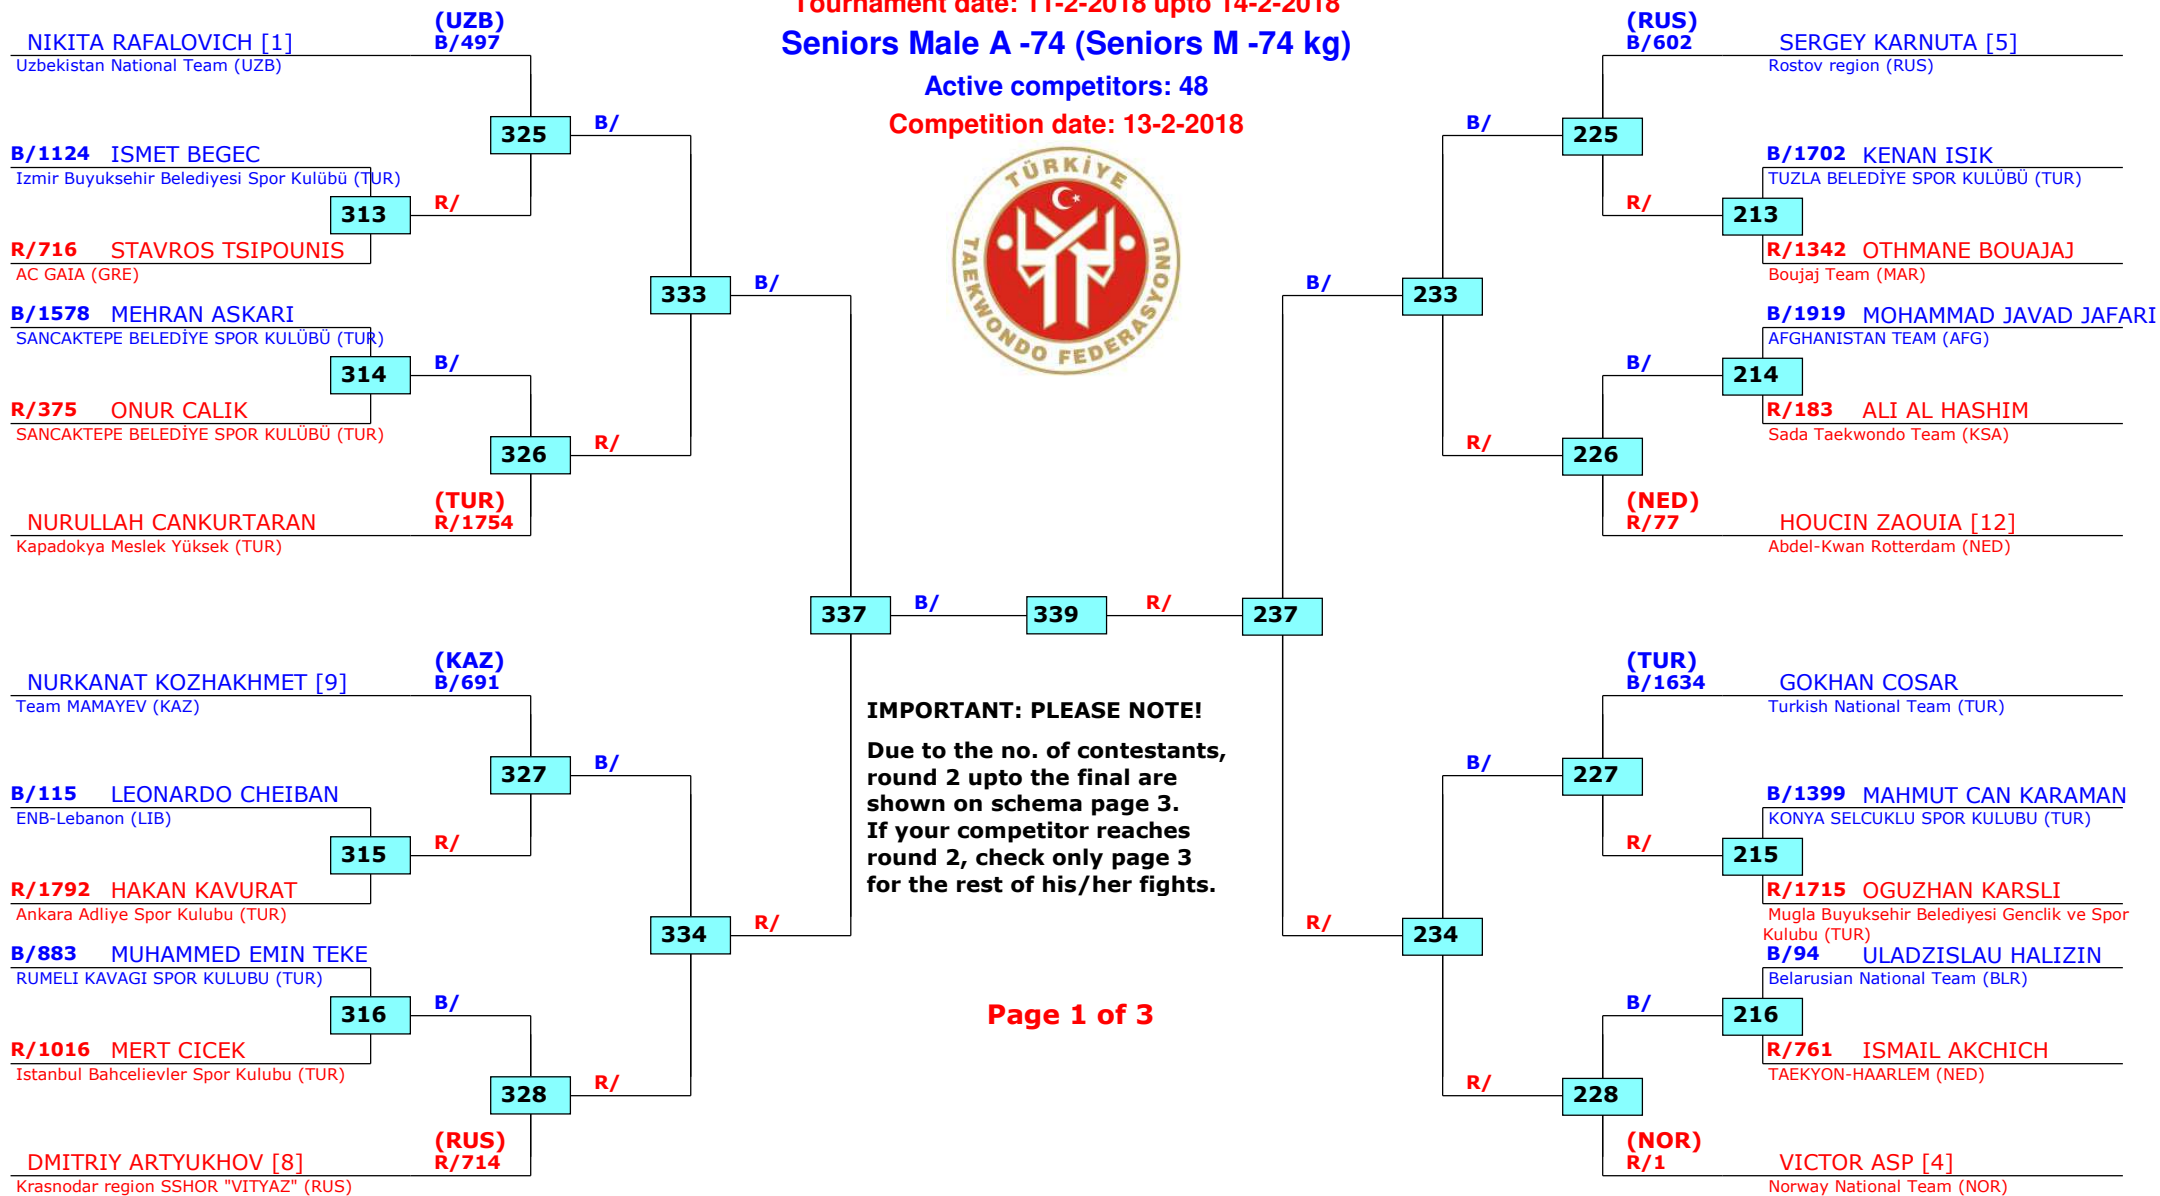 Tournament date: 11-2-2018 upto 14-2-2018
Seniors Male A -74 (Seniors M -74 kg)
Active competitors: 48
Competition date: 13-2-2018
TÜRKİYE TAEKWONDO FEDERASYONU
(UZB)
NIKITA RAFALOVICH [1] B/497
Uzbekistan National Team (UZB)
325 B/
B/1124 ISMET BEGEC
Izmir Buyuksehir Belediyesi Spor Kulübü (TUR)
313 R/
R/716 STAVROS TSIPOUNIS
AC GAIA (GRE)
333 B/
B/1578 MEHRAN ASKARI
SANCAKTEPE BELEDİYE SPOR KULÜBÜ (TUR)
314 B/
R/375 ONUR CALIK
SANCAKTEPE BELEDİYE SPOR KULÜBÜ (TUR)
326 R/
(TUR)
NURULLAH CANKURTARAN R/1754
Kapadokya Meslek Yüksek (TUR)
337 B/ 339 R/ 237
(KAZ)
NURKANAT KOZHAKHMET [9] B/691
Team MAMAYEV (KAZ)
327 B/
B/115 LEONARDO CHEIBAN
ENB-Lebanon (LIB)
315 R/
R/1792 HAKAN KAVURAT
Ankara Adliye Spor Kulubu (TUR)
334 R/
B/883 MUHAMMED EMIN TEKE
RUMELI KAVAGI SPOR KULUBU (TUR)
316 B/
R/1016 MERT CICEK
Istanbul Bahcelievler Spor Kulubu (TUR)
328 R/
(RUS)
DMITRIY ARTYUKHOV [8] R/714
Krasnodar region SSHOR "VITYAZ" (RUS)
IMPORTANT: PLEASE NOTE!
Due to the no. of contestants,
round 2 upto the final are
shown on schema page 3.
If your competitor reaches
round 2, check only page 3
for the rest of his/her fights.
Page 1 of 3
(RUS)
B/602 SERGEY KARNUTA [5]
Rostov region (RUS)
B/ 225
B/1702 KENAN ISIK
TUZLA BELEDİYE SPOR KULÜBÜ (TUR)
R/ 213
R/1342 OTHMANE BOUAJAJ
Boujaj Team (MAR)
B/ 233
B/1919 MOHAMMAD JAVAD JAFARI
AFGHANISTAN TEAM (AFG)
B/ 214
R/183 ALI AL HASHIM
Sada Taekwondo Team (KSA)
R/ 226
(NED)
R/77 HOUCIN ZAOUIA [12]
Abdel-Kwan Rotterdam (NED)
(TUR)
B/1634 GOKHAN COSAR
Turkish National Team (TUR)
B/ 227
B/1399 MAHMUT CAN KARAMAN
KONYA SELCUKLU SPOR KULUBU (TUR)
R/ 215
R/1715 OGUZHAN KARSLI
Mugla Buyuksehir Belediyesi Genclik ve Spor
Kulubu (TUR)
R/ 234
B/94 ULADZISLAU HALIZIN
Belarusian National Team (BLR)
B/ 216
R/761 ISMAIL AKCHICH
TAEKYON-HAARLEM (NED)
R/ 228
(NOR)
R/1 VICTOR ASP [4]
Norway National Team (NOR)